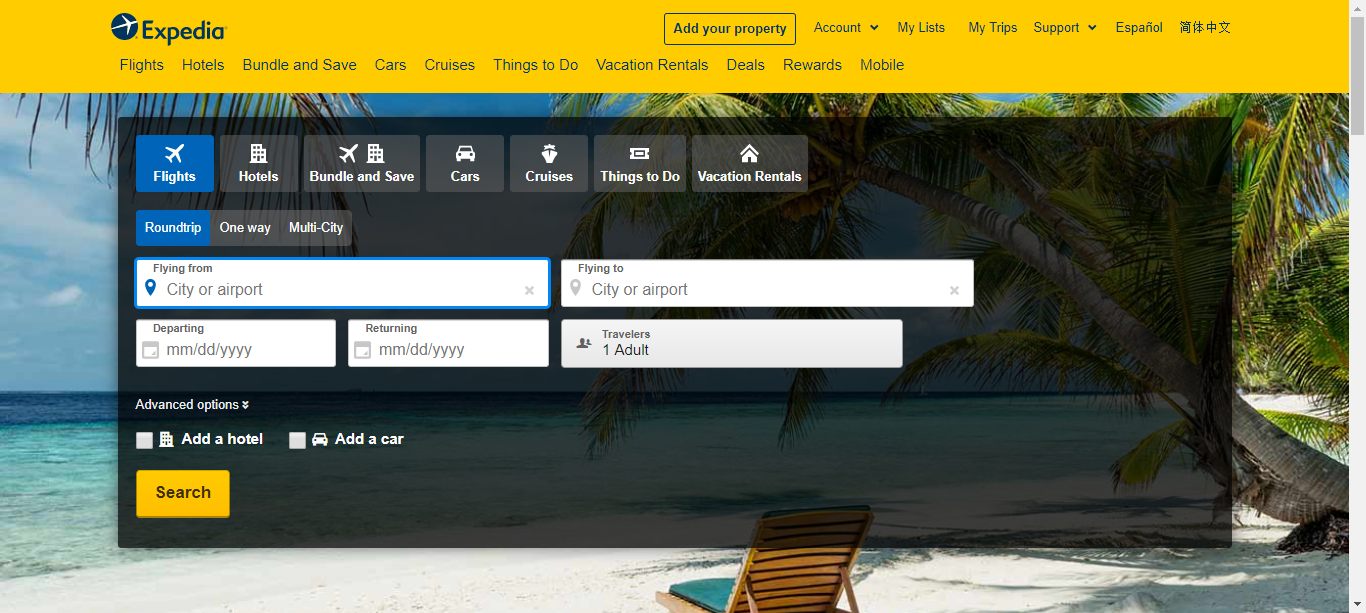 Expedia
Add your property
Account
My Lists
My Trips
Support
Español
简体中文
Flights
Hotels
Bundle and Save
Cars
Cruises
Things to Do
Vacation Rentals
Deals
Rewards
Mobile
Flights
Hotels
Bundle and Save
Cars
Cruises
Things to Do
Vacation Rentals
Roundtrip
One way
Multi-City
Flying from
City or airport
Flying to
City or airport
Departing
mm/dd/yyyy
Returning
mm/dd/yyyy
Travelers
1 Adult
Advanced options
Add a hotel
Add a car
Search